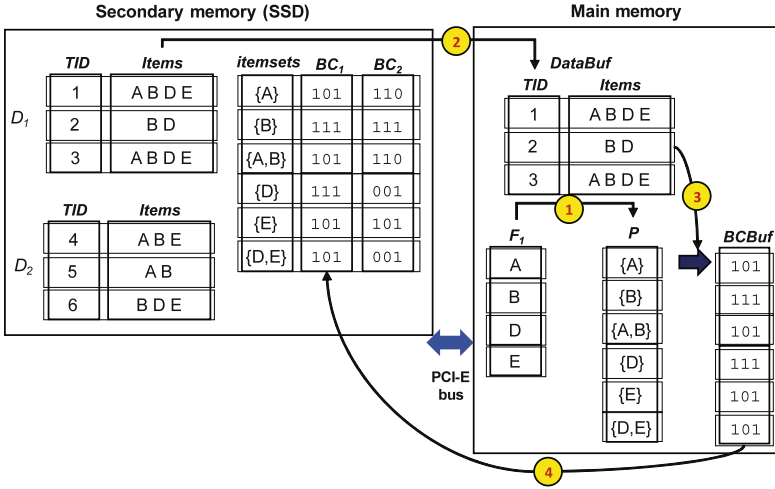 Secondary memory (SSD)
Main memory
TID Items
D1
1 A B D E
2 B D
3 A B D E
TID Items
D2
4 A B E
5 A B
6 B D E
itemsets BC1 BC2
{A} 101 110
{B} 111 111
{A,B} 101 110
{D} 111 001
{E} 101 101
{D,E} 101 001
2
DataBuf
TID Items
1 A B D E
2 B D
3 A B D E
3
1
F1
A
B
D
E
P
{A}
{B}
{A,B}
{D}
{E}
{D,E}
BCBuf
101
111
101
111
101
101
PCI-E
bus
4